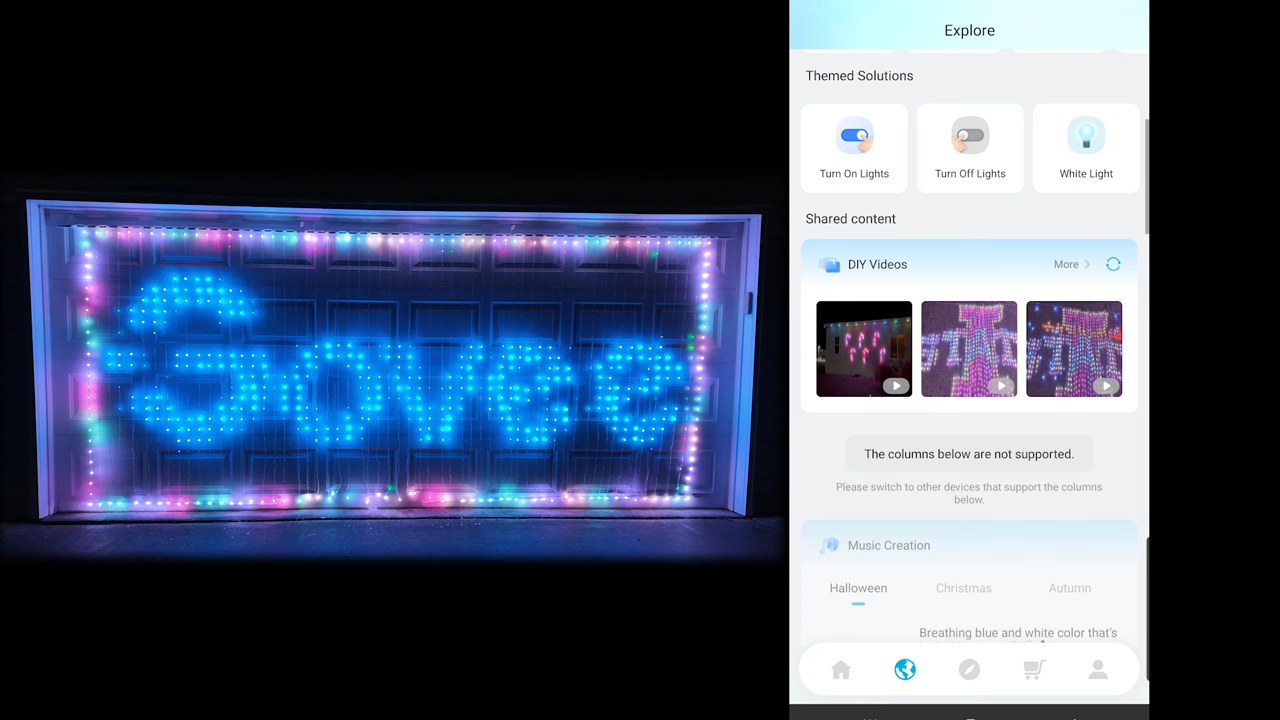 Govee
Explore
Themed Solutions
Turn On Lights
Turn Off Lights
White Light
Shared content
DIY Videos
More
The columns below are not supported.
Please switch to other devices that support the columns
below.
Music Creation
Halloween
Christmas
Autumn
Breathing blue and white color that's